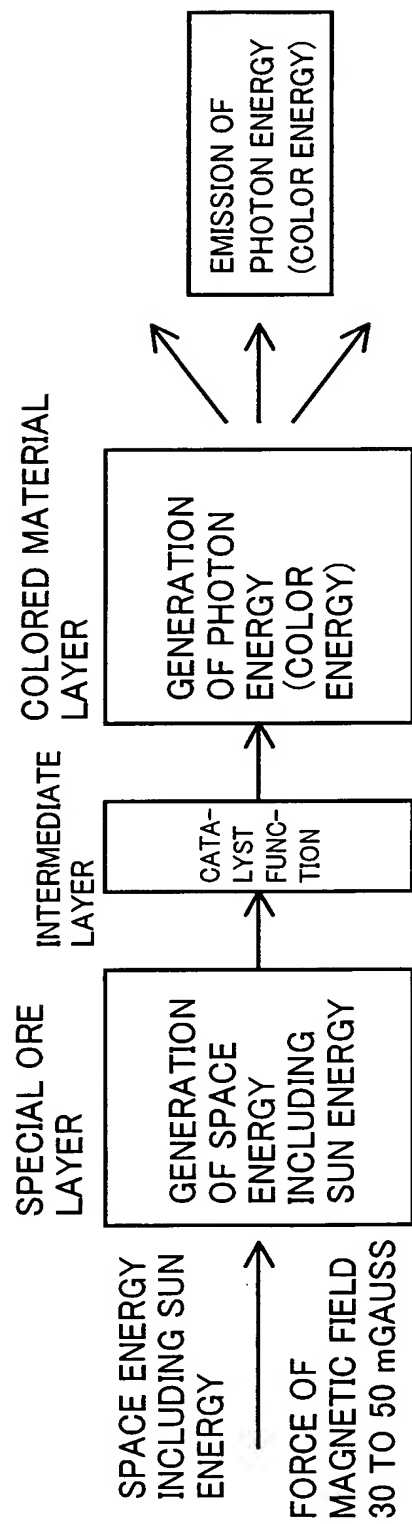 SPACE ENERGY
INCLUDING SUN
ENERGY
FORCE OF
MAGNETIC FIELD
30 TO 50 mGAUSS
SPECIAL ORE
LAYER
GENERATION
OF SPACE
ENERGY
INCLUDING
SUN ENERGY
INTERMEDIATE
LAYER
CATA-
LYST
FUNC-
TION
COLORED MATERIAL
LAYER
GENERATION
OF PHOTON
ENERGY
(COLOR
ENERGY)
EMISSION OF
PHOTON ENERGY
(COLOR ENERGY)